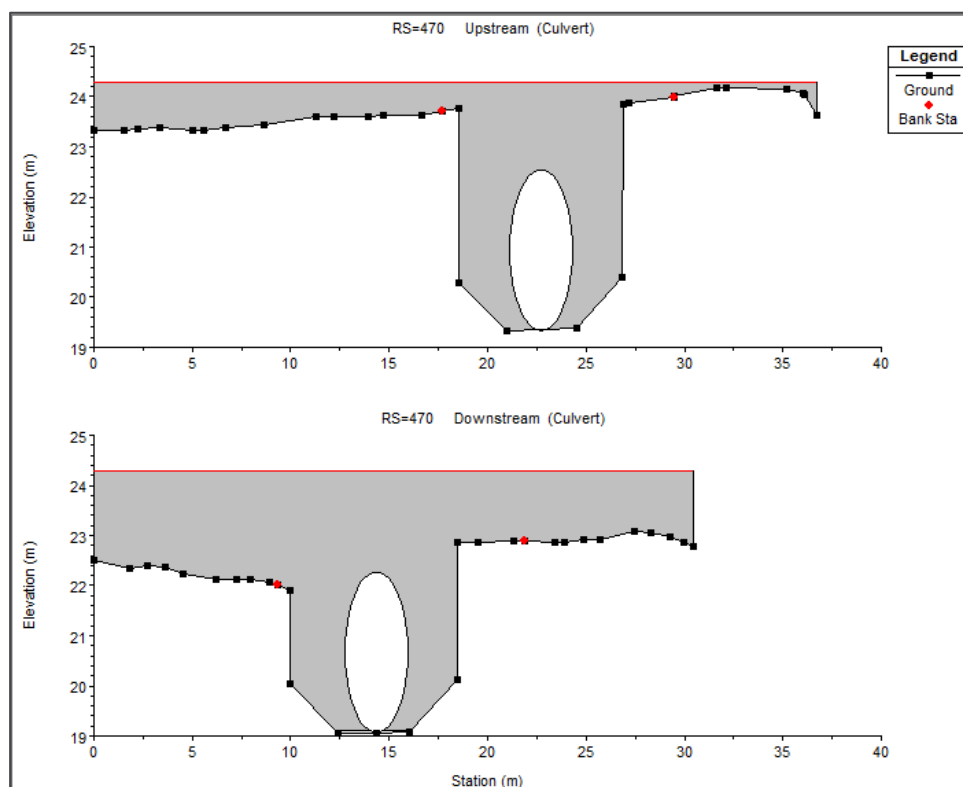 RS=470 Upstream (Culvert)
25
24
23
22
21
20
19
Elevation (m)
0 5 10 15 20 25 30 35 40
Legend
Ground
Bank Sta
RS=470 Downstream (Culvert)
25
24
23
22
21
20
19
Elevation (m)
0 5 10 15 20 25 30 35 40
Station (m)